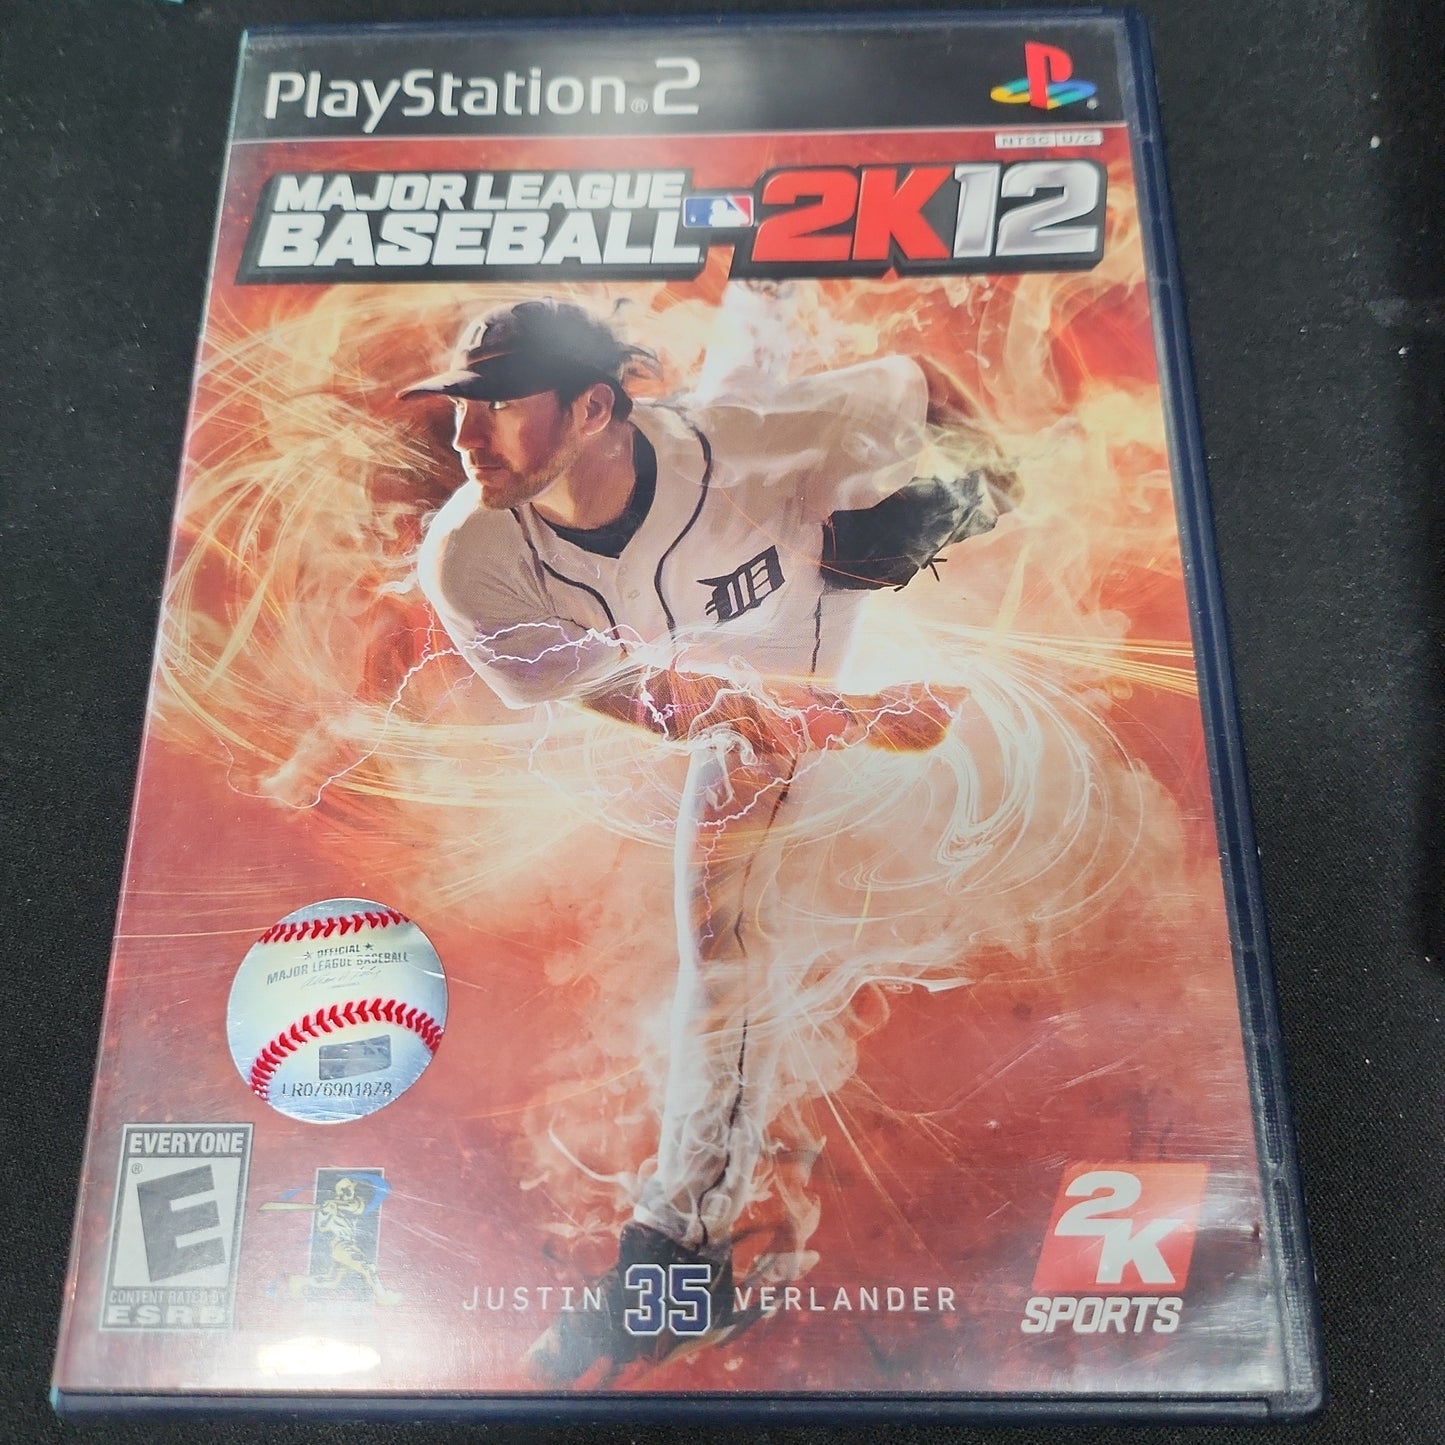 PlayStation®2
NTSC U/C
MAJOR LEAGUE
BASEBALL 2K12
D
★ OFFICIAL ★
MAJOR LEAGUE BASEBALL
LR076901878
EVERYONE
E
CONTENT RATED BY
ESRB
JUSTIN 35 VERLANDER
2K
SPORTS